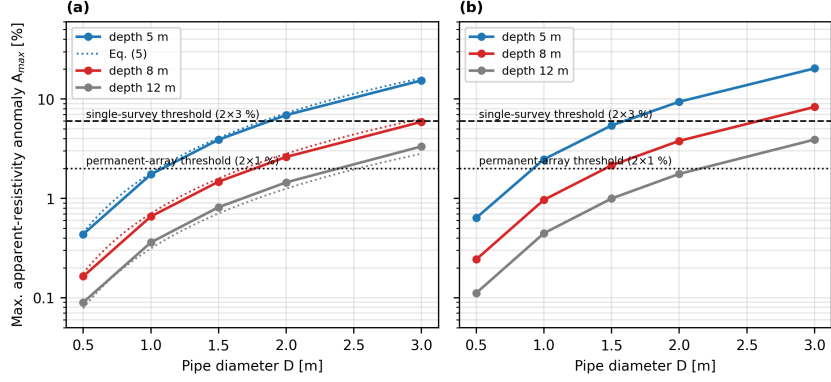 (a)
(b)
depth 5 m
Eq. (5)
depth 8 m
depth 12 m
depth 5 m
depth 8 m
depth 12 m
single-survey threshold (2×3 %)
permanent-array threshold (2×1 %)
single-survey threshold (2×3 %)
permanent-array threshold (2×1 %)
Max. apparent-resistivity anomaly Amax [%]
10
1
0.1
0.5 1.0 1.5 2.0 2.5 3.0
0.5 1.0 1.5 2.0 2.5 3.0
Pipe diameter D [m]
Pipe diameter D [m]